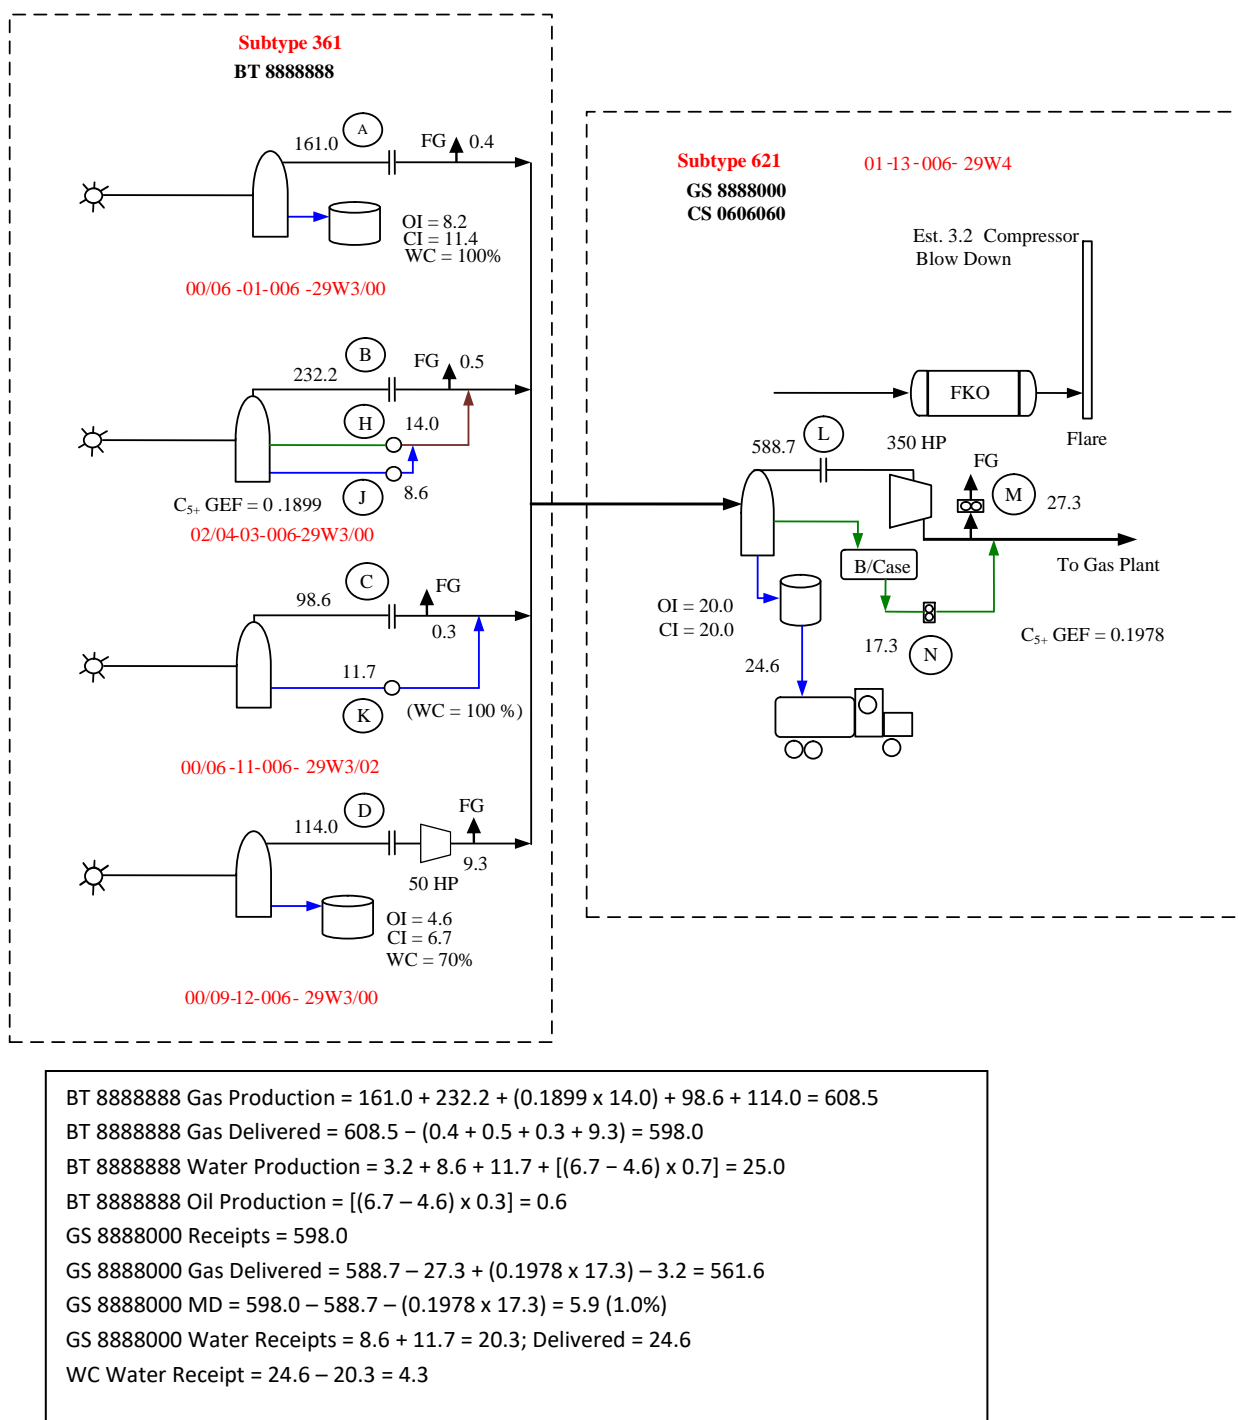 Subtype 361
BT 8888888
161.0
A
FG
0.4
OI = 8.2
CI = 11.4
WC = 100%
00/06 -01-006 -29W3/00
232.2
B
FG
0.5
H
14.0
J
8.6
C5+ GEF = 0 .1899
02/04-03-006-29W3/00
98.6
C
FG
0.3
11.7
K
(WC = 100 %)
00/06 -11-006- 29W3/02
114.0
D
FG
9.3
50 HP
OI = 4.6
CI = 6.7
WC = 70%
00/09-12-006- 29W3/00
Subtype 621
01-13-006- 29W4
GS 8888000
CS 0606060
Est. 3.2 Compressor
Blow Down
FKO
Flare
588.7
L
350 HP
FG
M
27.3
To Gas Plant
B/Case
OI = 20.0
CI = 20.0
17.3
N
C5+ GEF = 0.1978
24.6
BT 8888888 Gas Production = 161.0 + 232.2 + (0.1899 x 14.0) + 98.6 + 114.0 = 608.5
BT 8888888 Gas Delivered = 608.5 − (0.4 + 0.5 + 0.3 + 9.3) = 598.0
BT 8888888 Water Production = 3.2 + 8.6 + 11.7 + [(6.7 – 4.6) x 0.7] = 25.0
BT 8888888 Oil Production = [(6.7 – 4.6) x 0.3] = 0.6
GS 8888000 Receipts = 598.0
GS 8888000 Gas Delivered = 588.7 – 27.3 + (0.1978 x 17.3) – 3.2 = 561.6
GS 8888000 MD = 598.0 – 588.7 – (0.1978 x 17.3) = 5.9 (1.0%)
GS 8888000 Water Receipts = 8.6 + 11.7 = 20.3; Delivered = 24.6
WC Water Receipt = 24.6 – 20.3 = 4.3